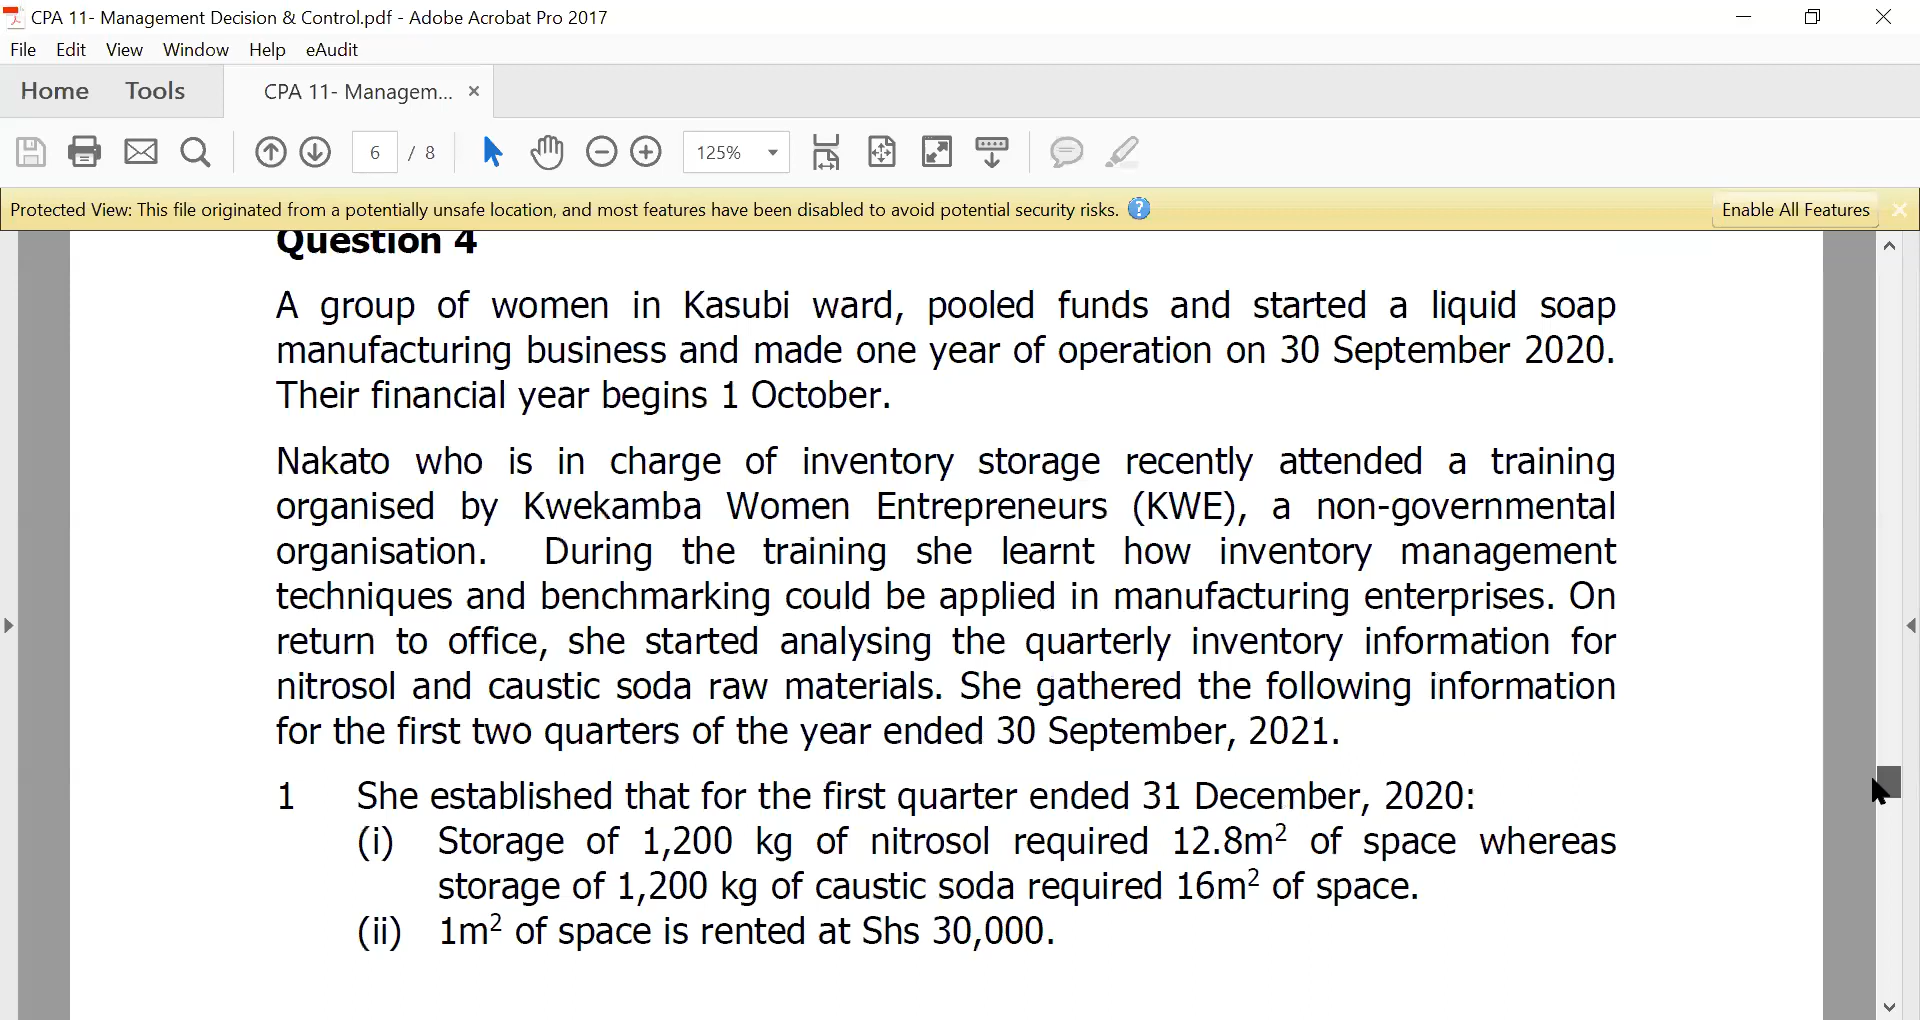 CPA 11- Management Decision & Control.pdf - Adobe Acrobat Pro 2017
File Edit View Window Help eAudit
Home Tools CPA 11- Managem... ×
6 / 8 125%
Protected View: This file originated from a potentially unsafe location, and most features have been disabled to avoid potential security risks. ? Enable All Features
Question 4
A group of women in Kasubi ward, pooled funds and started a liquid soap
manufacturing business and made one year of operation on 30 September 2020.
Their financial year begins 1 October.
Nakato who is in charge of inventory storage recently attended a training
organised by Kwekamba Women Entrepreneurs (KWE), a non-governmental
organisation. During the training she learnt how inventory management
techniques and benchmarking could be applied in manufacturing enterprises. On
return to office, she started analysing the quarterly inventory information for
nitrosol and caustic soda raw materials. She gathered the following information
for the first two quarters of the year ended 30 September, 2021.
1 She established that for the first quarter ended 31 December, 2020:
(i) Storage of 1,200 kg of nitrosol required 12.8m² of space whereas
storage of 1,200 kg of caustic soda required 16m² of space.
(ii) 1m² of space is rented at Shs 30,000.